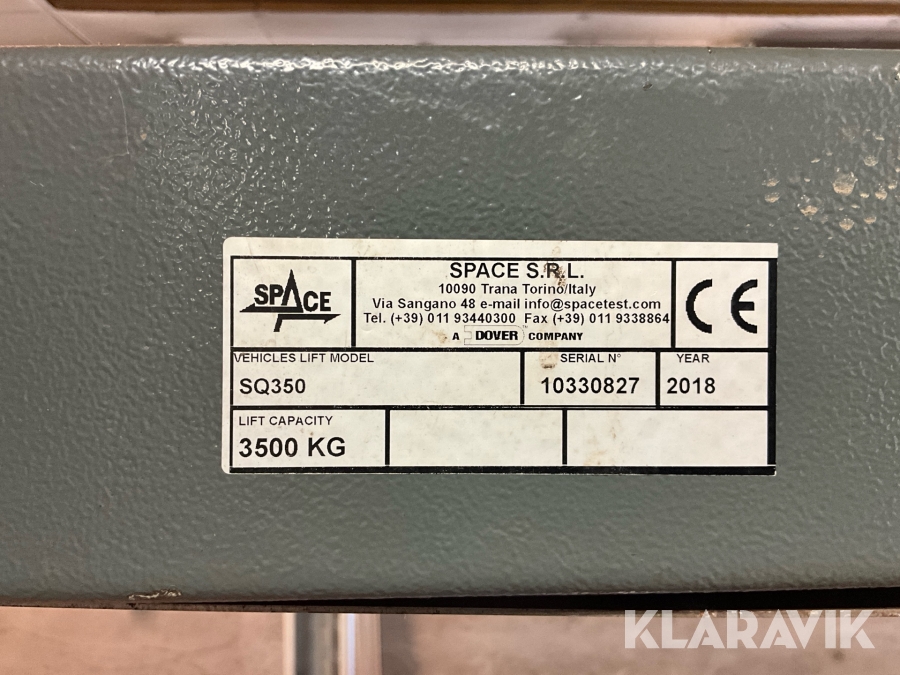 SPACE
SPACE S.R.L.
10090 Trana Torino/Italy
Via Sangano 48 e-mail info@spacetest.com
Tel. (+39) 011 93440300 Fax (+39) 011 9338864
A DOVER COMPANY
CE
VEHICLES LIFT MODEL
SQ350
SERIAL N°
10330827
YEAR
2018
LIFT CAPACITY
3500 KG
KLARAVIK